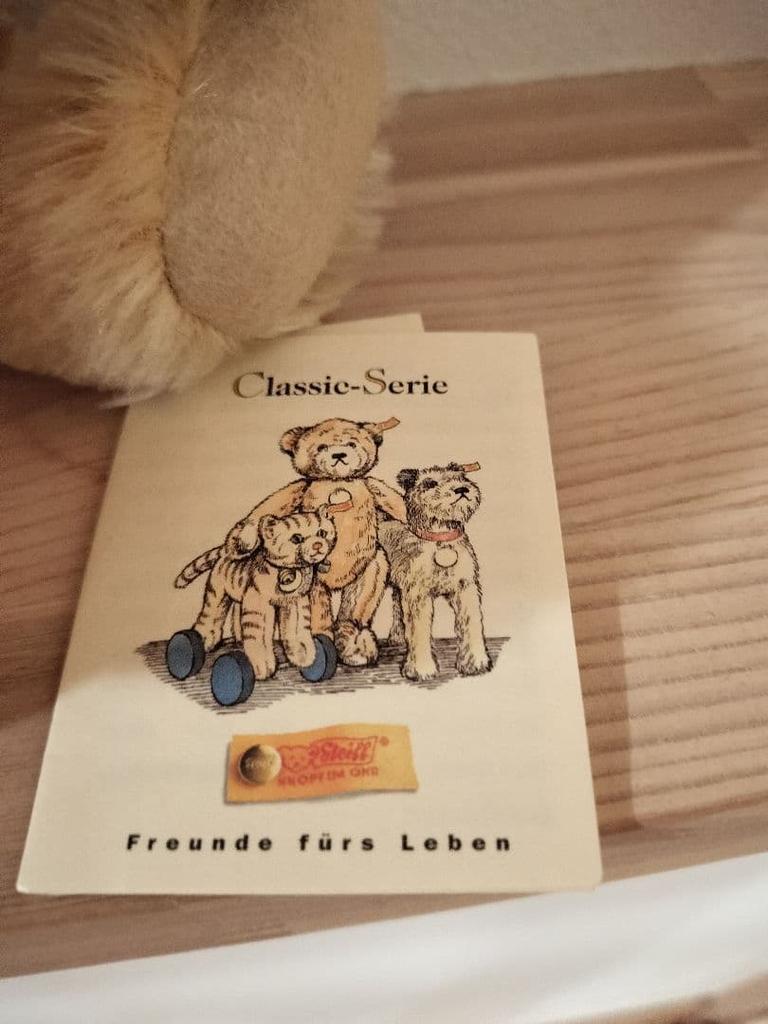 Classic-Serie
Steiff
KNOPF IM OHR
Freunde fürs Leben